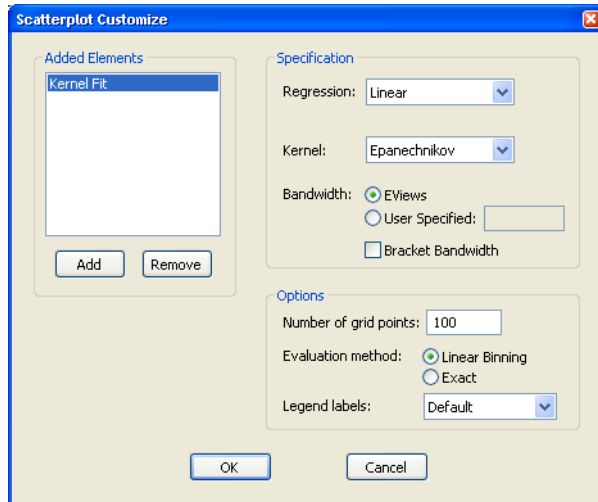 Scatterplot Customize
Added Elements
Kernel Fit
Add
Remove
Specification
Regression: Linear
Kernel: Epanechnikov
Bandwidth: EViews
User Specified:
Bracket Bandwidth
Options
Number of grid points: 100
Evaluation method: Linear Binning
Exact
Legend labels: Default
OK
Cancel